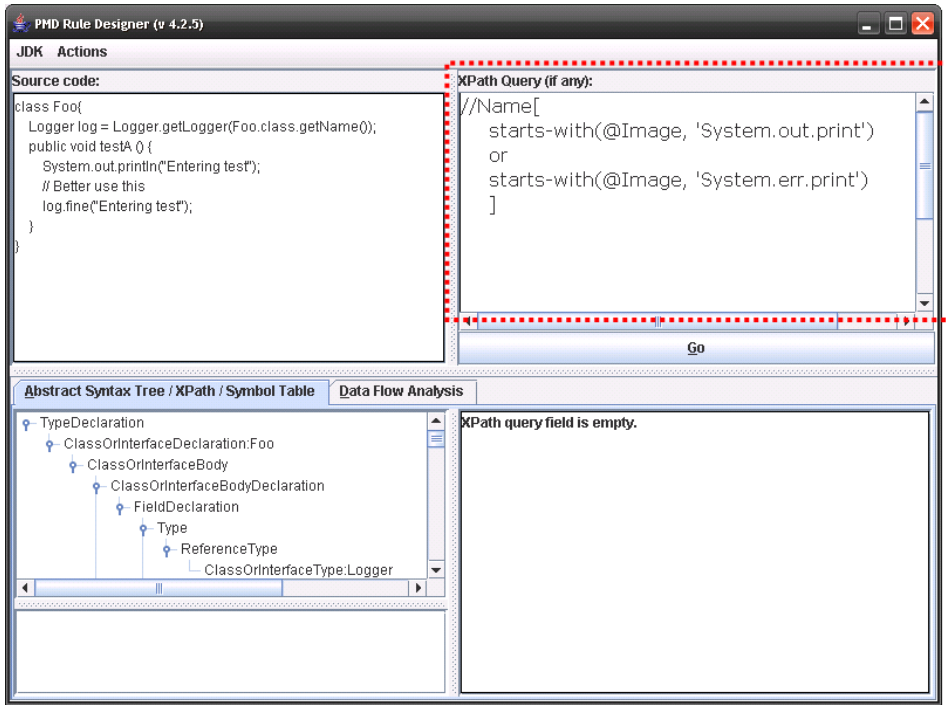 PMD Rule Designer (v 4.2.5)
JDK Actions
Source code:
class Foo{
Logger log = Logger.getLogger(Foo.class.getName());
public void testA () {
System.out.println("Entering test");
// Better use this
log.fine("Entering test");
}
}
XPath Query (if any):
//Name[
starts-with(@Image, 'System.out.print')
or
starts-with(@Image, 'System.err.print')
]
Go
Abstract Syntax Tree / XPath / Symbol Table
Data Flow Analysis
TypeDeclaration
ClassOrInterfaceDeclaration:Foo
ClassOrInterfaceBody
ClassOrInterfaceBodyDeclaration
FieldDeclaration
Type
ReferenceType
ClassOrInterfaceType:Logger
XPath query field is empty.